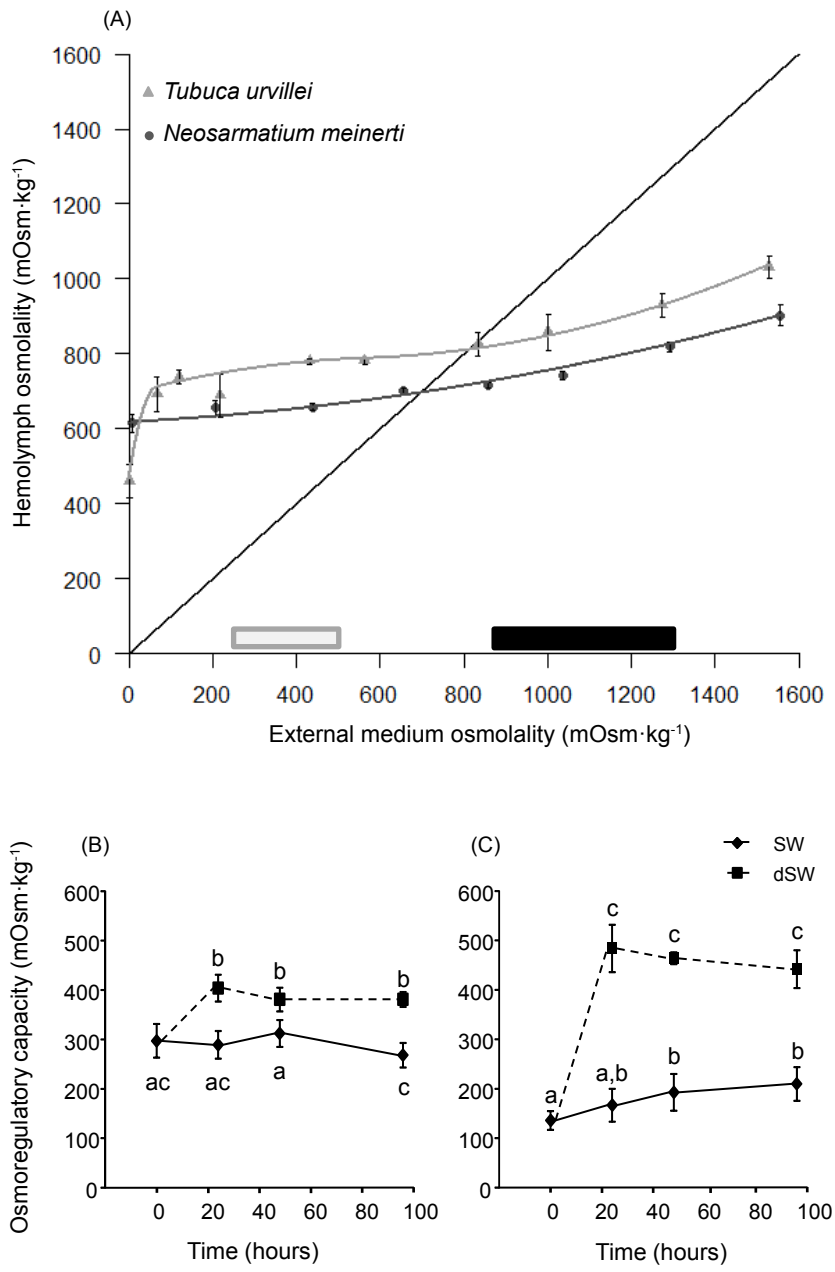 (A)
1600
1400
1200
1000
800
600
400
200
0
Hemolymph osmolality (mOsm·kg⁻¹)
Tubuca urvillei
Neosarmatium meinerti
0 200 400 600 800 1000 1200 1400 1600
External medium osmolality (mOsm·kg⁻¹)
Osmoregulatory capacity (mOsm·kg⁻¹)
(B)
600
500
400
300
200
100
0
b b b
ac ac a c
0 20 40 60 80 100
Time (hours)
(C)
SW
dSW
600
500
400
300
200
100
0
c c c
a a,b b b
0 20 40 60 80 100
Time (hours)